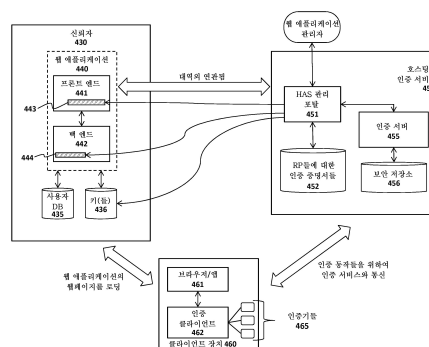 웹 애플리케이션
관리자
신뢰자
430
웹 애플리케이션
440
프론트 엔드
441
443
백 엔드
442
444
사용자
DB
435
키(들)
436
대역외 연관점
호스팅
인증 서비
HAS 관리
포탈
451
인증 서버
455
RP들에 대한
인증 증명서들
452
보안 저장소
456
웹 애플리케이션의
웹페이지를 로딩
인증 동작들을 위하여
인증 서비스와 통신
브라우저/앱
461
인증
클라이언트
462
클라이언트 장치 460
인증기들
465